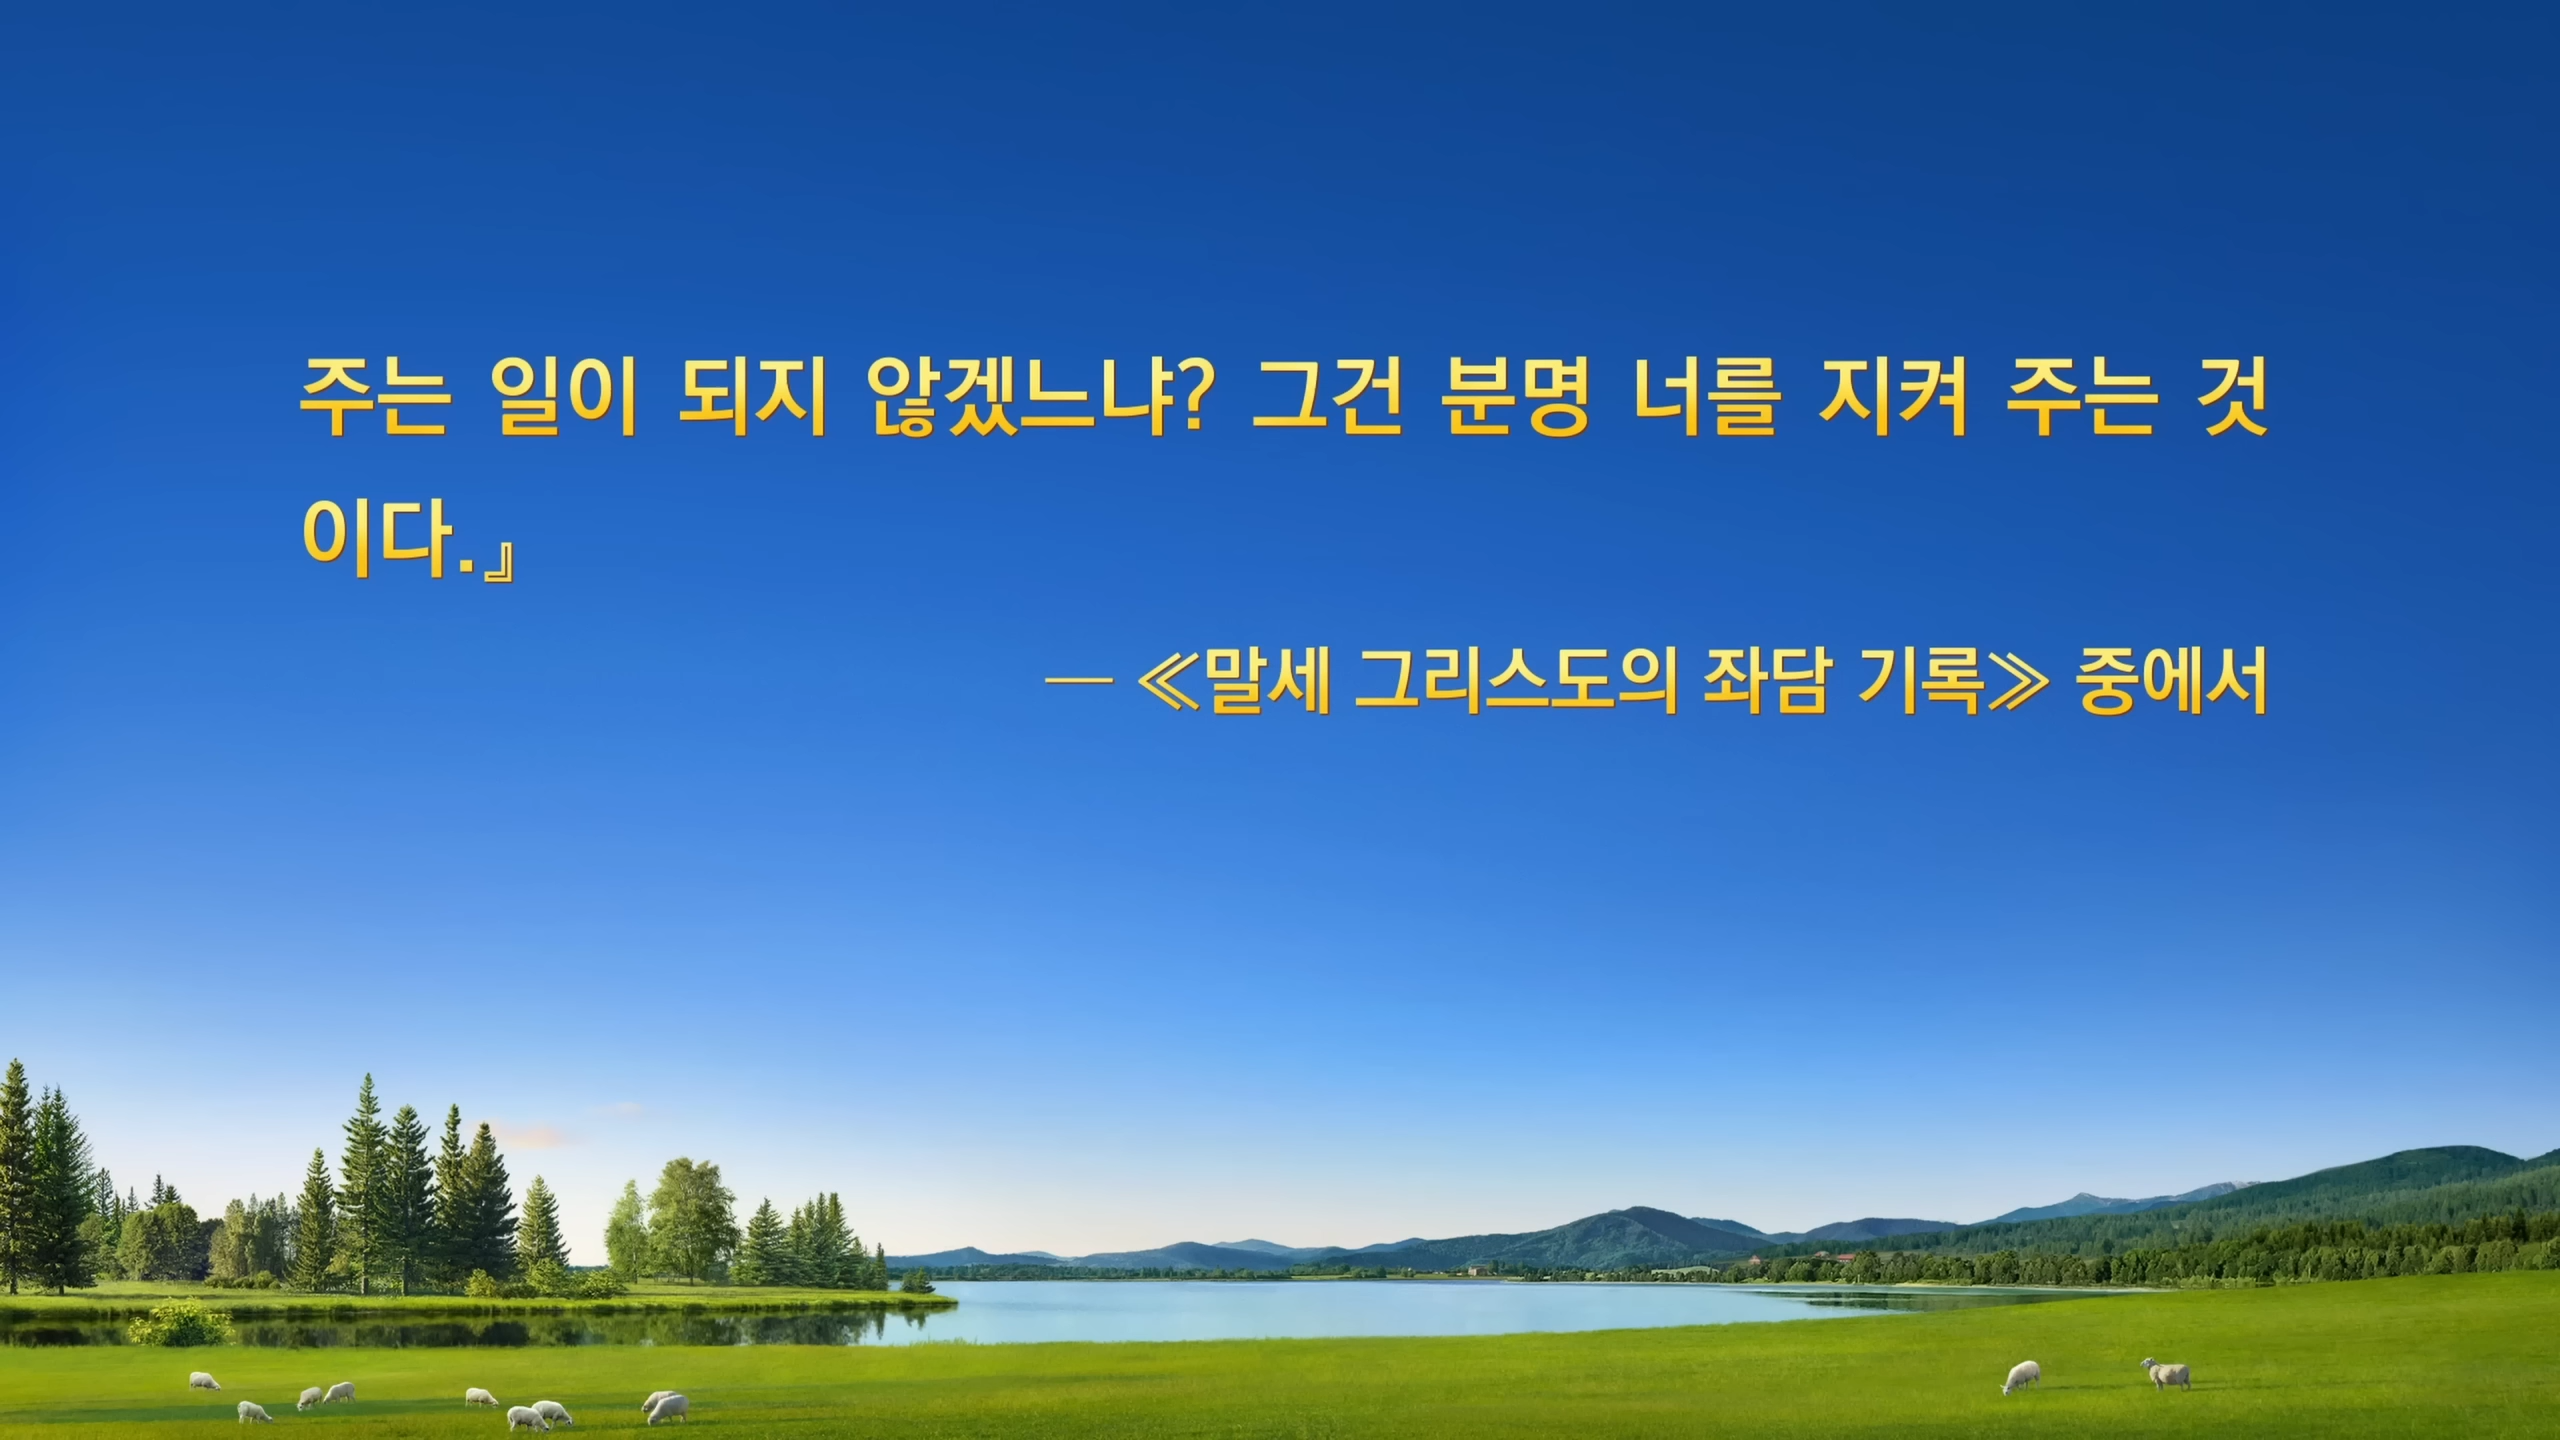 주는 일이 되지 않겠느냐? 그건 분명 너를 지켜 주는 것
이다.』
― ≪말세 그리스도의 좌담 기록≫ 중에서